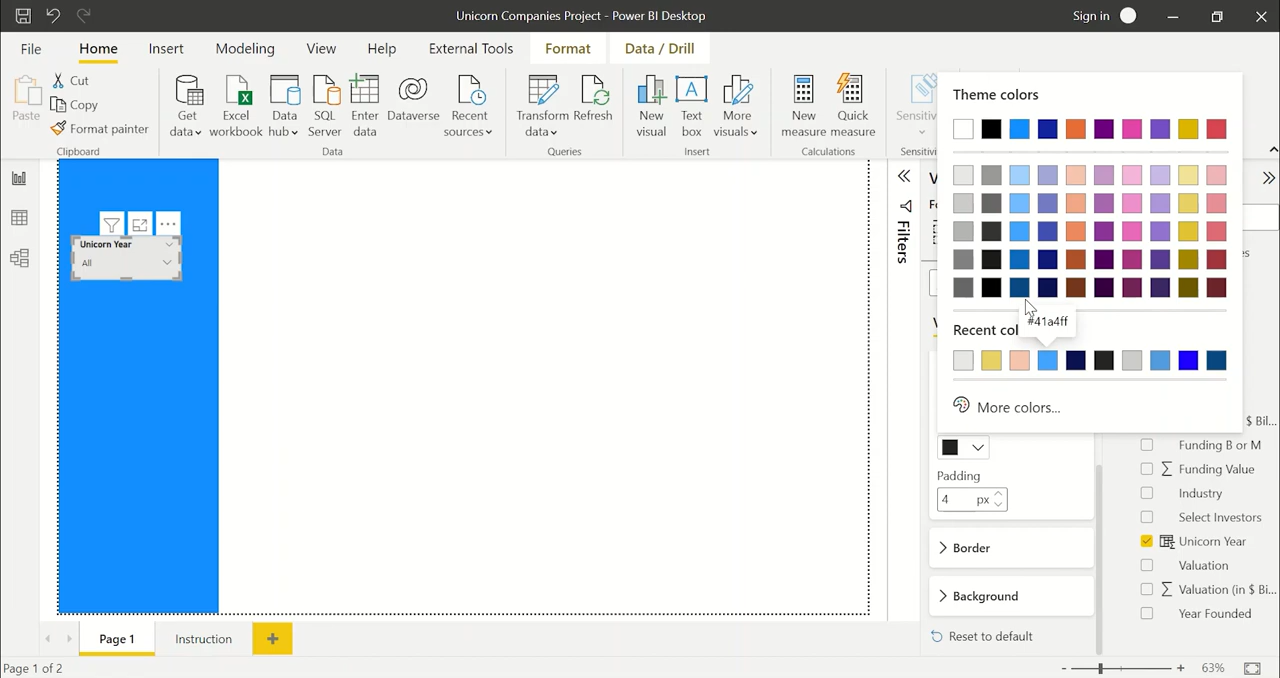 Unicorn Companies Project - Power BI Desktop
Sign in
File
Home
Insert
Modeling
View
Help
External Tools
Format
Data / Drill
Paste
Cut
Copy
Format painter
Clipboard
Get data
Excel workbook
Data hub
SQL Server
Enter data
Dataverse
Recent sources
Data
Transform data
Refresh
Queries
New visual
Text box
More visuals
Insert
New measure
Quick measure
Calculations
Sensitiv
Sensitivi
Theme colors
#41a4ff
Recent col
More colors...
Unicorn Year
All
Filters
Padding
4 px
Border
Background
Reset to default
$ Bil...
Funding B or M
Funding Value
Industry
Select Investors
Unicorn Year
Valuation
Valuation (in $ Bi...
Year Founded
Page 1
Instruction
Page 1 of 2
- + 63%